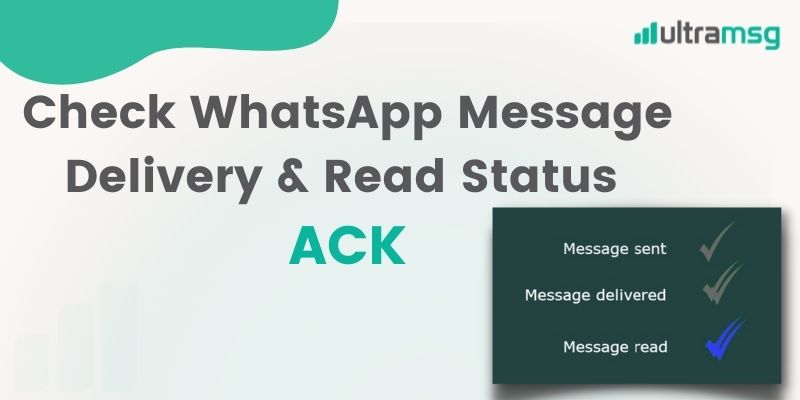 ultramsg
Check WhatsApp Message
Delivery & Read Status
ACK
Message sent
Message delivered
Message read